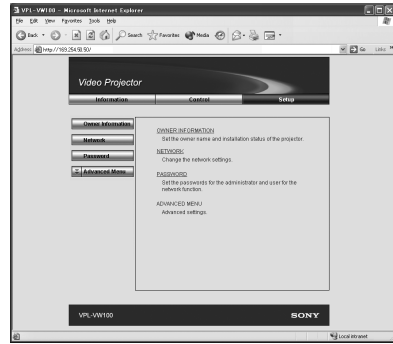 VPL-VW100 - Microsoft Internet Explorer
File Edit View Favorites Tools Help
Back Search Favorites Media
Address http://169.254.50.50/ Go Links
Video Projector
Information Control Setup
Owner Information
Network
Password
Advanced Menu
OWNER INFORMATION
Set the owner name and installation status of the projector.
NETWORK
Change the network settings.
PASSWORD
Set the passwords for the administrator and user for the
network function.
ADVANCED MENU
Advanced settings.
VPL-VW100 SONY
Local intranet